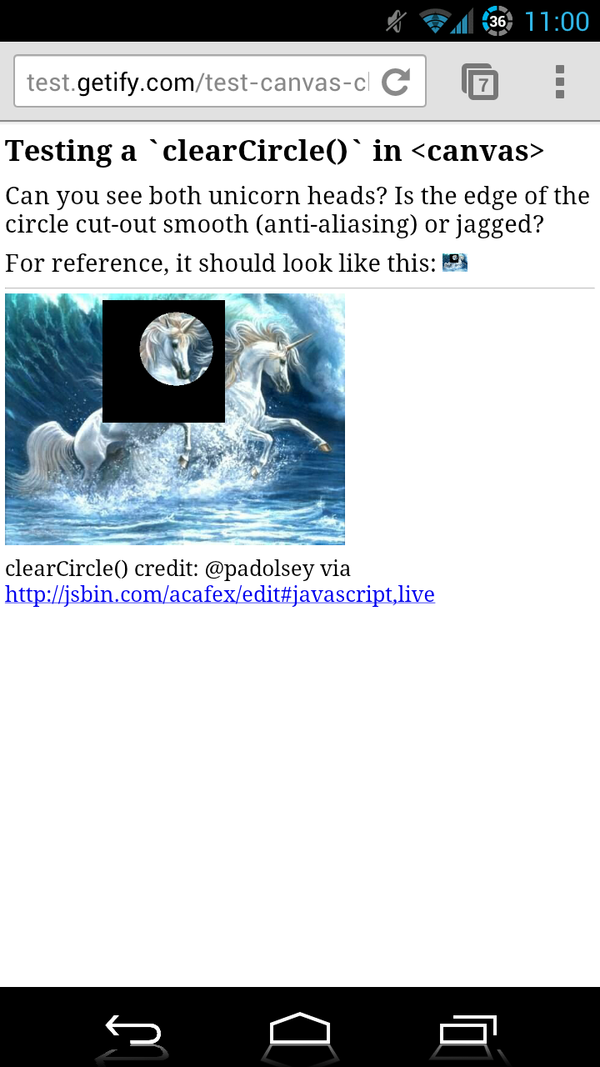 36 11:00
test.getify.com/test-canvas-cl
7
Testing a `clearCircle()` in <canvas>
Can you see both unicorn heads? Is the edge of the
circle cut-out smooth (anti-aliasing) or jagged?
For reference, it should look like this:
clearCircle() credit: @padolsey via
http://jsbin.com/acafex/edit#javascript,live